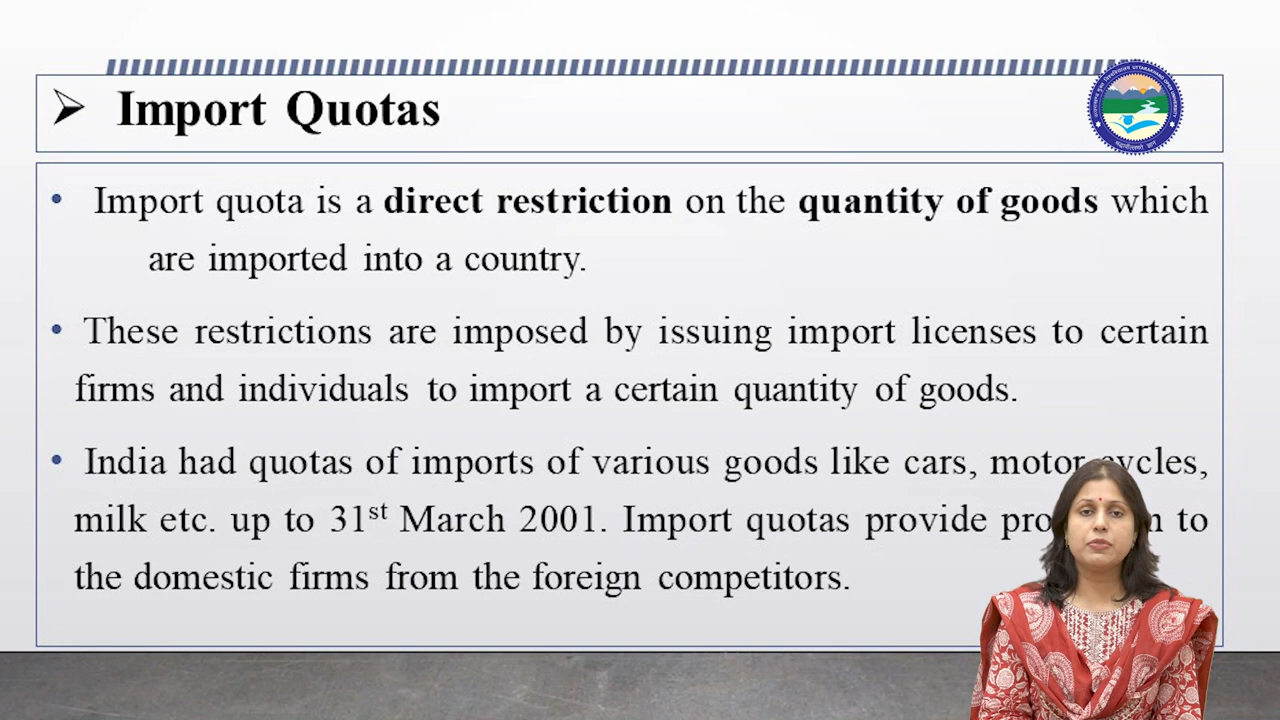 Import Quotas
Import quota is a direct restriction on the quantity of goods which
are imported into a country.
These restrictions are imposed by issuing import licenses to certain
firms and individuals to import a certain quantity of goods.
India had quotas of imports of various goods like cars, motor cycles,
milk etc. up to 31st March 2001. Import quotas provide to
the domestic firms from the foreign competitors.